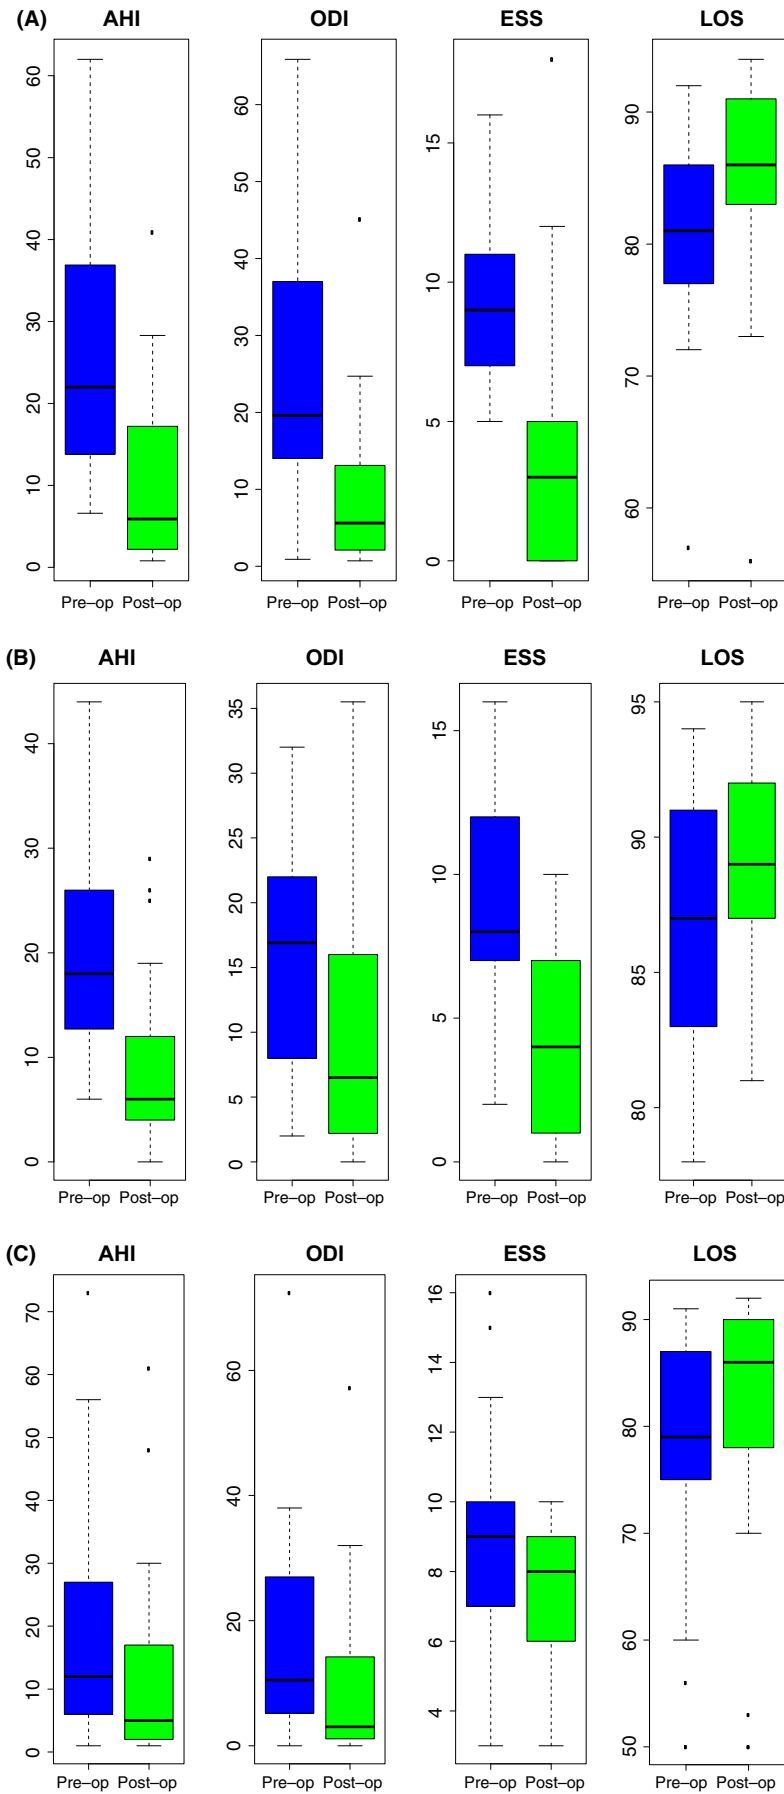 (A) AHI ODI ESS LOS
0 10 20 30 40 50 60
0 10 20 30 40 50 60
0 5 10 15
60 70 80 90
Pre–op Post–op Pre–op Post–op Pre–op Post–op Pre–op Post–op
(B) AHI ODI ESS LOS
0 10 20 30 40
0 5 10 15 20 25 30 35
0 5 10 15
80 85 90 95
Pre–op Post–op Pre–op Post–op Pre–op Post–op Pre–op Post–op
(C) AHI ODI ESS LOS
0 10 20 30 40 50 60 70
0 20 40 60
4 6 8 10 12 14 16
50 60 70 80 90
Pre–op Post–op Pre–op Post–op Pre–op Post–op Pre–op Post–op